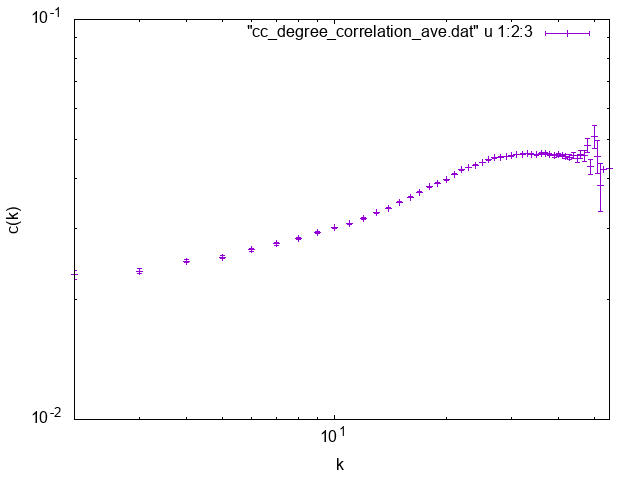 10^-1
"cc_degree_correlation_ave.dat" u 1:2:3
c(k)
10^-2
10^1
k